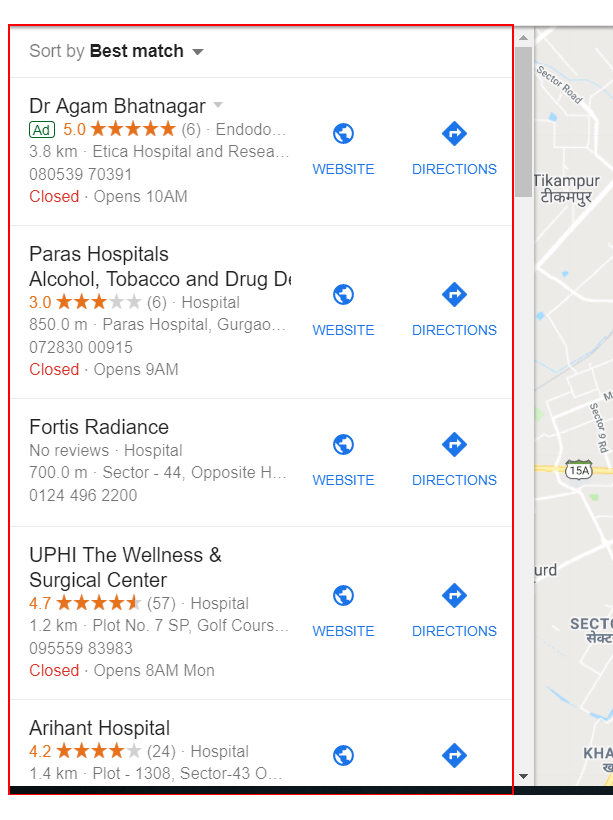 Sort by Best match
Dr Agam Bhatnagar
Ad 5.0 (6) · Endodo...
3.8 km · Etica Hospital and Resea...
080539 70391
Closed · Opens 10AM
WEBSITE
DIRECTIONS
Paras Hospitals
Alcohol, Tobacco and Drug De
3.0 (6) · Hospital
850.0 m · Paras Hospital, Gurgao...
072830 00915
Closed · Opens 9AM
WEBSITE
DIRECTIONS
Fortis Radiance
No reviews · Hospital
700.0 m · Sector - 44, Opposite H...
0124 496 2200
WEBSITE
DIRECTIONS
UPHI The Wellness &
Surgical Center
4.7 (57) · Hospital
1.2 km · Plot No. 7 SP, Golf Cours...
095559 83983
Closed · Opens 8AM Mon
WEBSITE
DIRECTIONS
Arihant Hospital
4.2 (24) · Hospital
1.4 km · Plot - 1308, Sector-43 O...
Sector Road
Tikampur
टीकमपुर
Sector 9 Rd
15A
urd
SECTO
सेक्ट
KHA